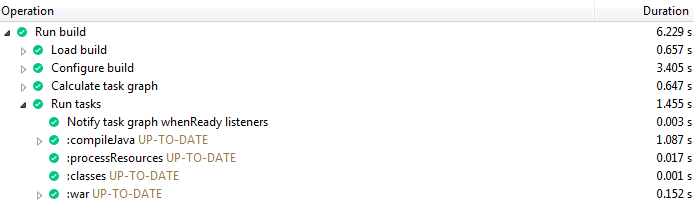 Operation Duration
Run build 6.229 s
Load build 0.657 s
Configure build 3.405 s
Calculate task graph 0.647 s
Run tasks 1.455 s
Notify task graph whenReady listeners 0.003 s
:compileJava UP-TO-DATE 1.087 s
:processResources UP-TO-DATE 0.017 s
:classes UP-TO-DATE 0.001 s
:war UP-TO-DATE 0.152 s